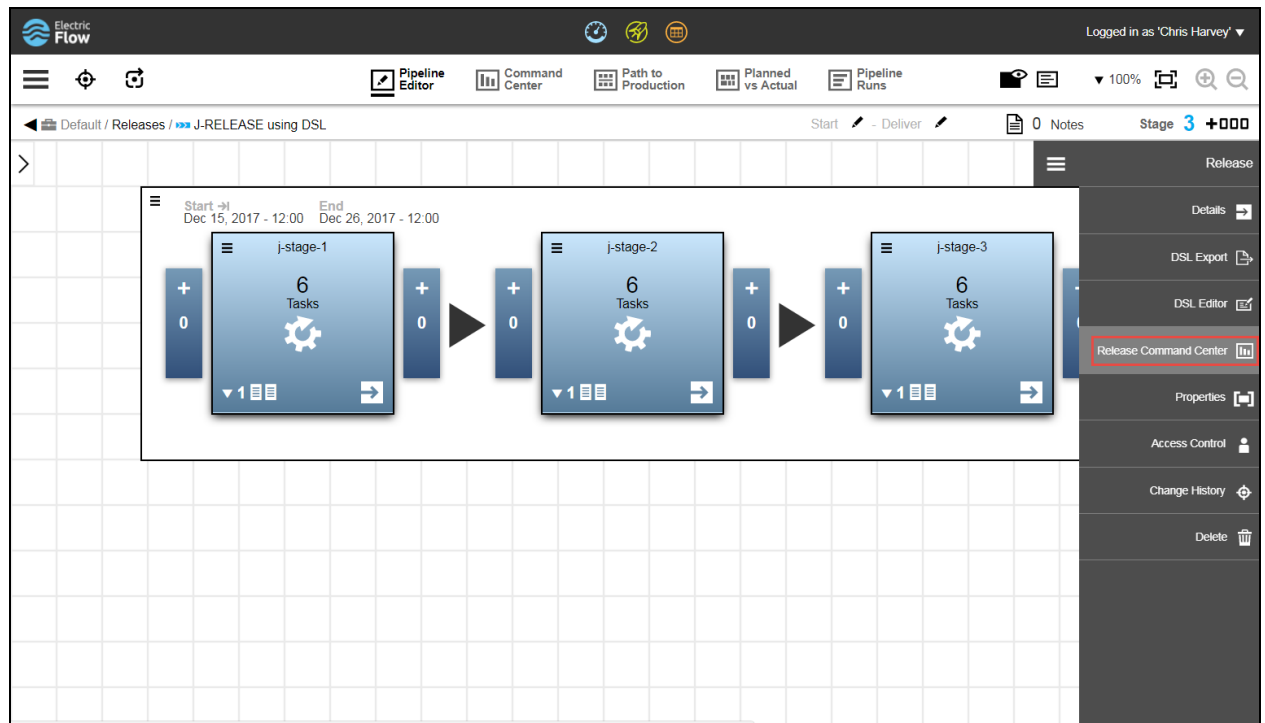 Electric
Flow
Logged in as 'Chris Harvey' ▼
Pipeline
Editor
Command
Center
Path to
Production
Planned
vs Actual
Pipeline
Runs
▼ 100%
Default / Releases / J-RELEASE using DSL
Start - Deliver
0 Notes
Stage 3
Release
Start
End
Dec 15, 2017 - 12:00
Dec 26, 2017 - 12:00
j-stage-1
6
Tasks
+
0
+
0
▼ 1
j-stage-2
6
Tasks
+
0
+
0
▼ 1
j-stage-3
6
Tasks
+
0
▼ 1
Details
DSL Export
DSL Editor
Release Command Center
Properties
Access Control
Change History
Delete